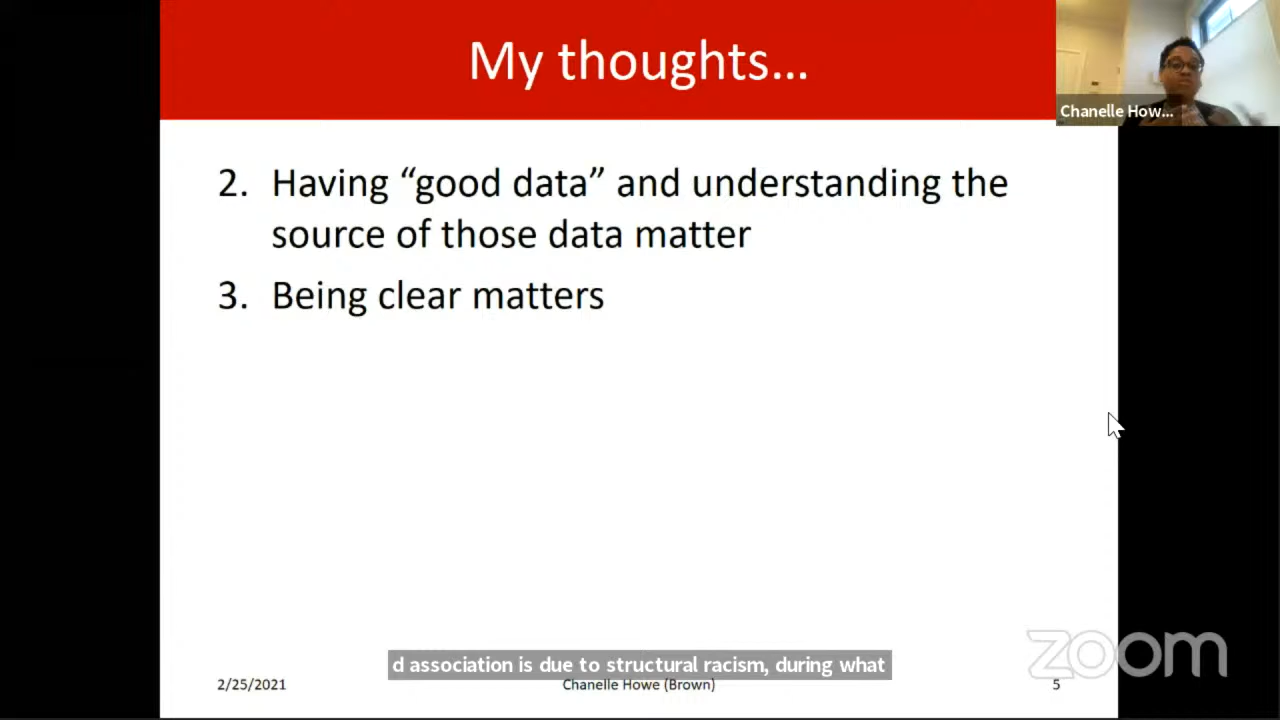 My thoughts...
Chanelle How...
2. Having “good data” and understanding the
source of those data matter
3. Being clear matters
d association is due to structural racism, during what
2/25/2021
Chanelle Howe (Brown)
5
zoom